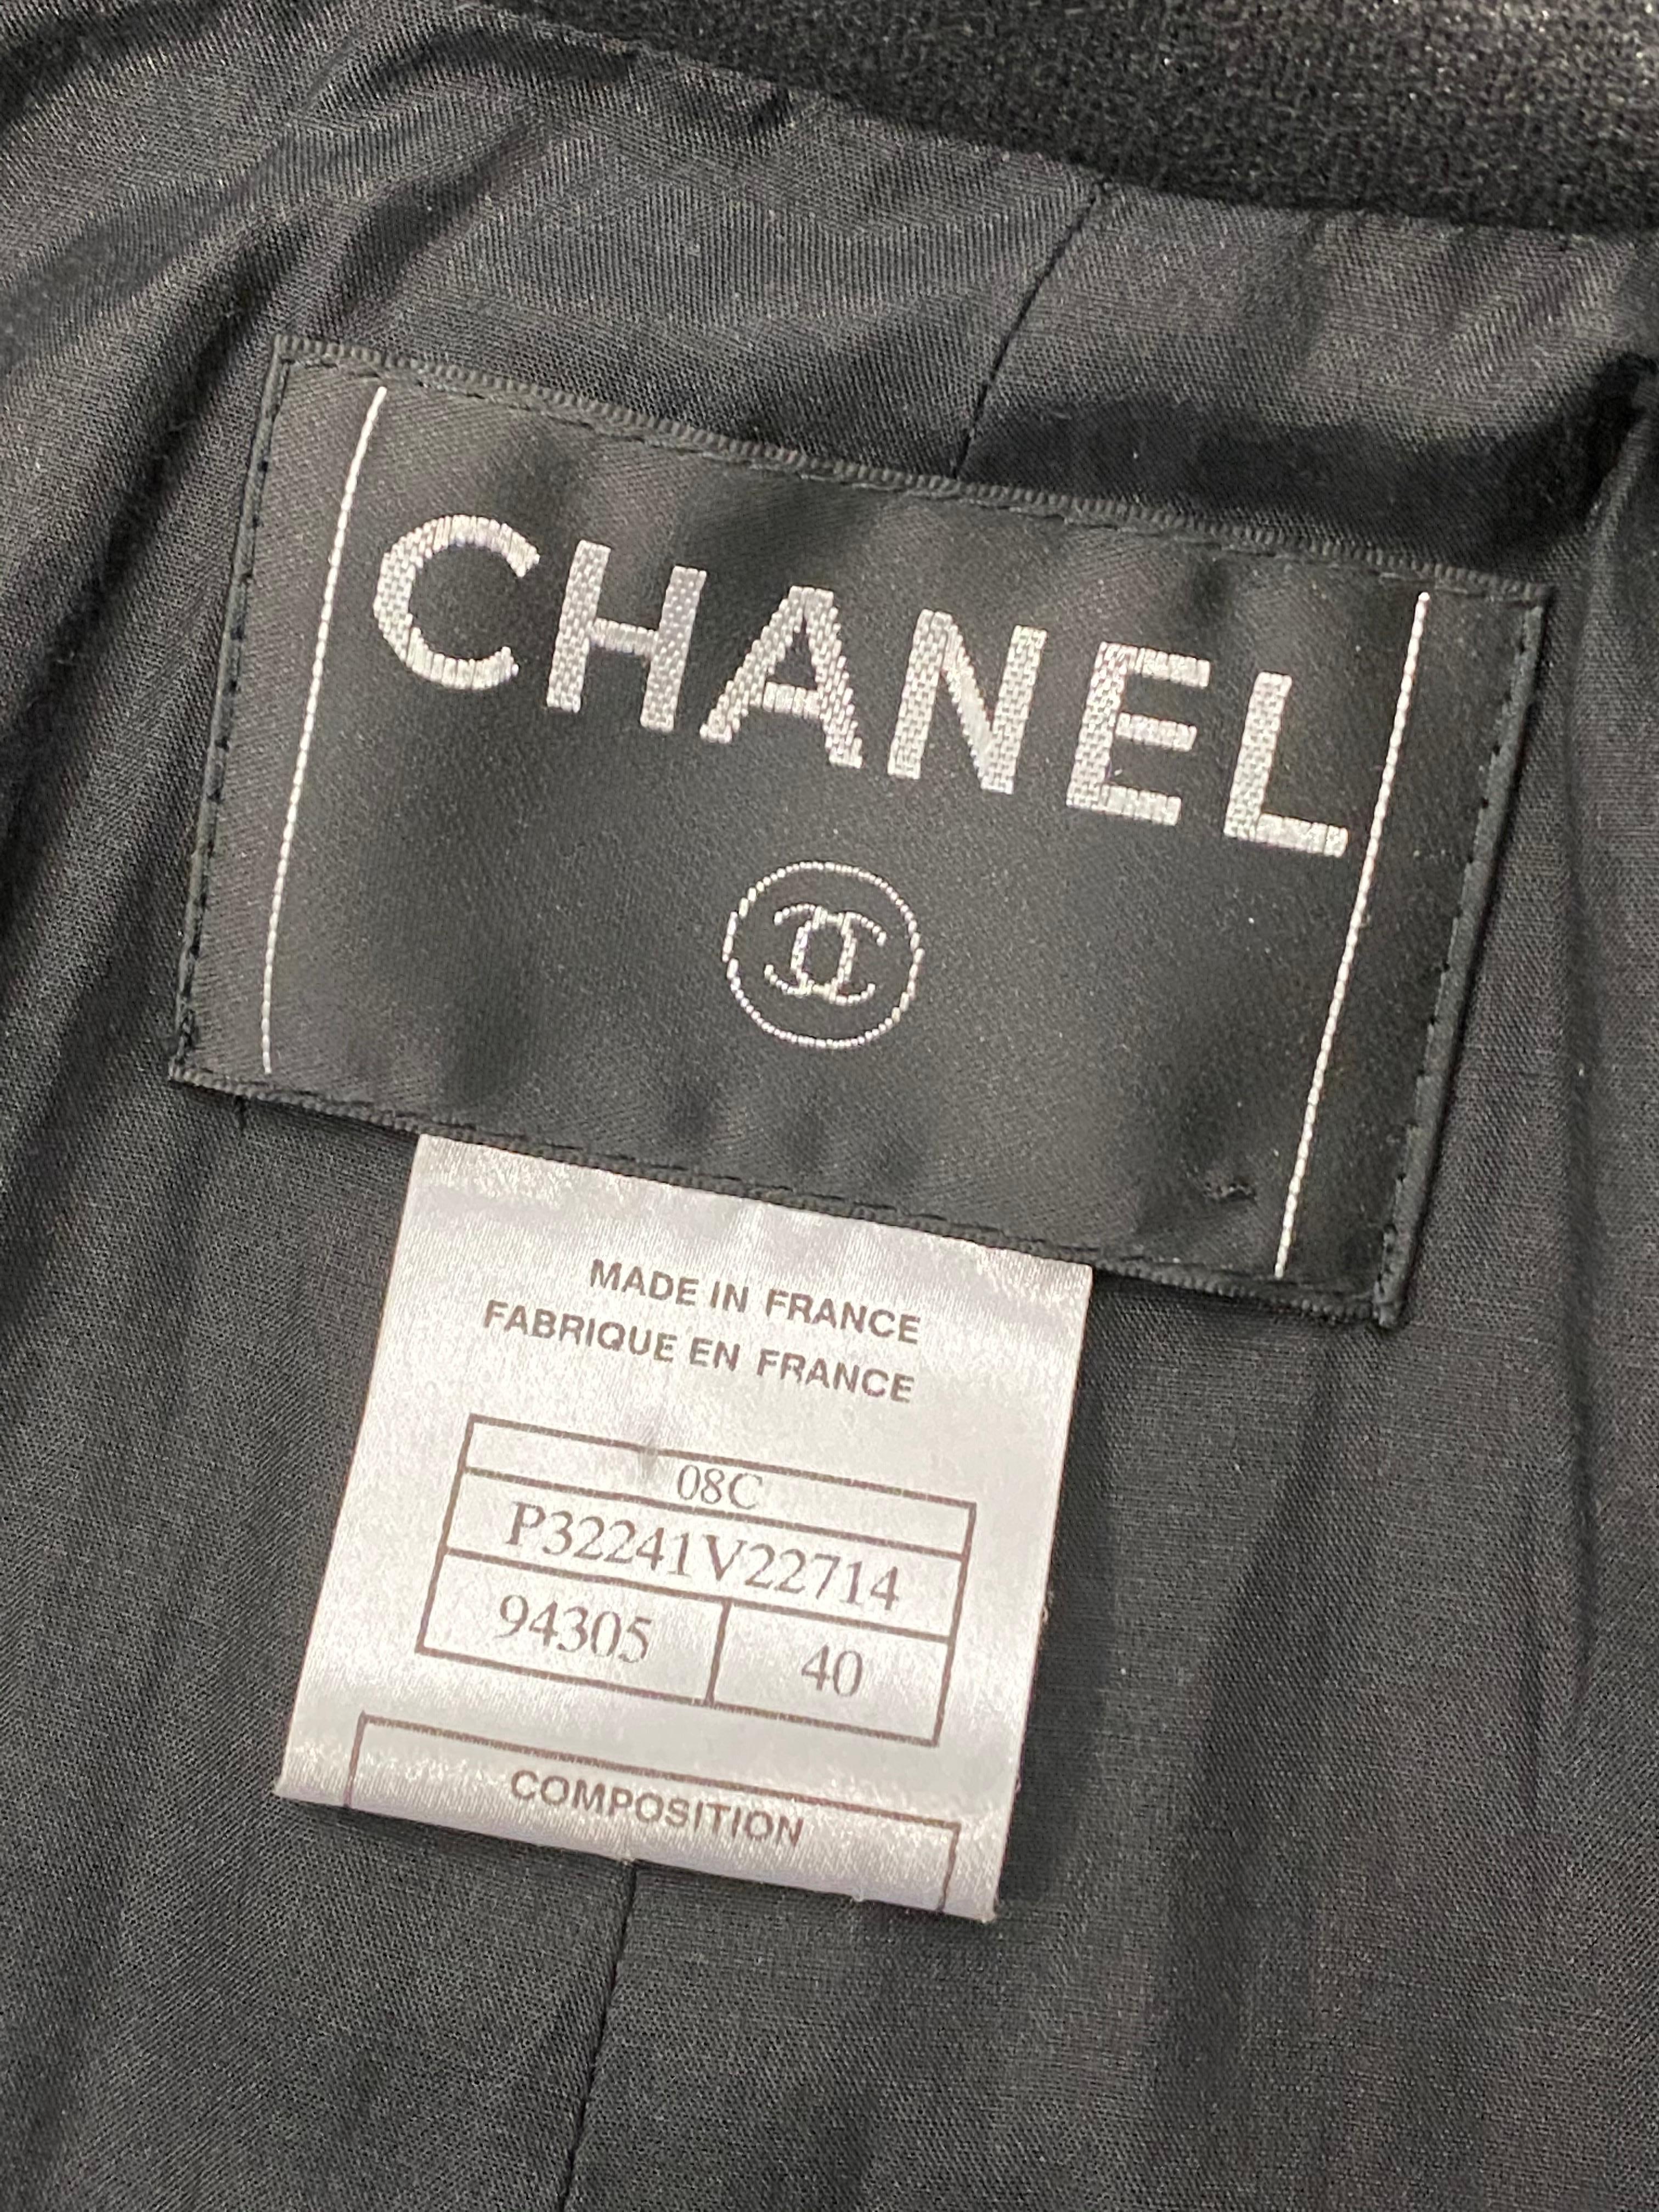 CHANEL
MADE IN FRANCE
FABRIQUE EN FRANCE
08C
P32241V22714
94305 40
COMPOSITION